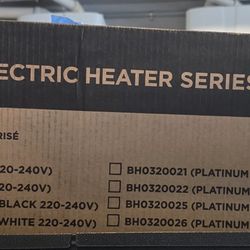 ECTRIC HEATER SERIES
RISÉ
20-240V) BH0320021 (PLATINUM
20-240V) BH0320022 (PLATINUM
BLACK 220-240V) BH0320025 (PLATINUM
WHITE 220-240V) BH0320026 (PLATINUM